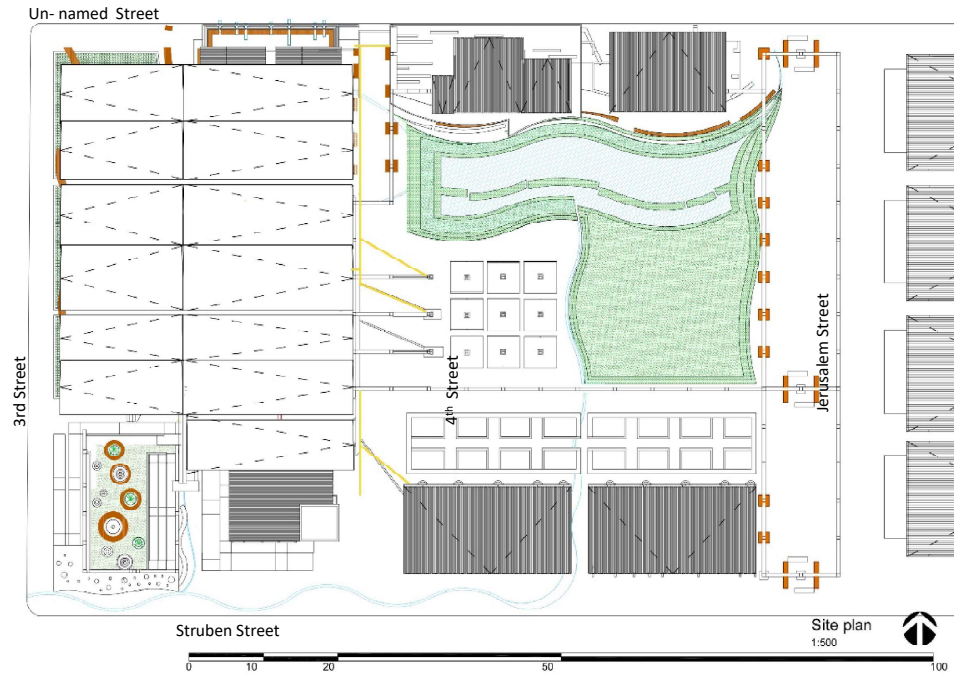 Un- named Street
3rd Street
4th Street
Jerusalem Street
Struben Street
Site plan
1:500
0 10 20 50 100